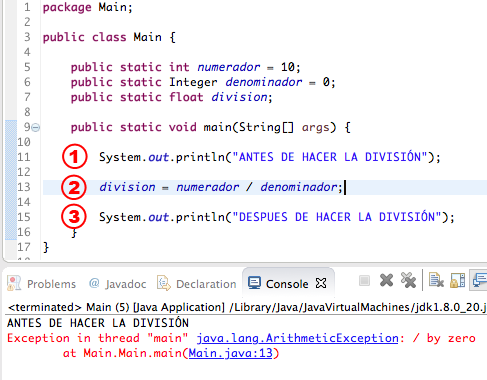 1 package Main;
2
3 public class Main {
4
5 public static int numerador = 10;
6 public static Integer denominador = 0;
7 public static float division;
8
9 public static void main(String[] args) {
10
11 1 System.out.println("ANTES DE HACER LA DIVISIÓN");
12
13 2 division = numerador / denominador;
14
15 3 System.out.println("DESPUES DE HACER LA DIVISIÓN");
16 }
17 }
Problems @ Javadoc Declaration Console
<terminated> Main (5) [Java Application] /Library/Java/JavaVirtualMachines/jdk1.8.0_20.j
ANTES DE HACER LA DIVISIÓN
Exception in thread "main" java.lang.ArithmeticException: / by zero
at Main.Main.main(Main.java:13)